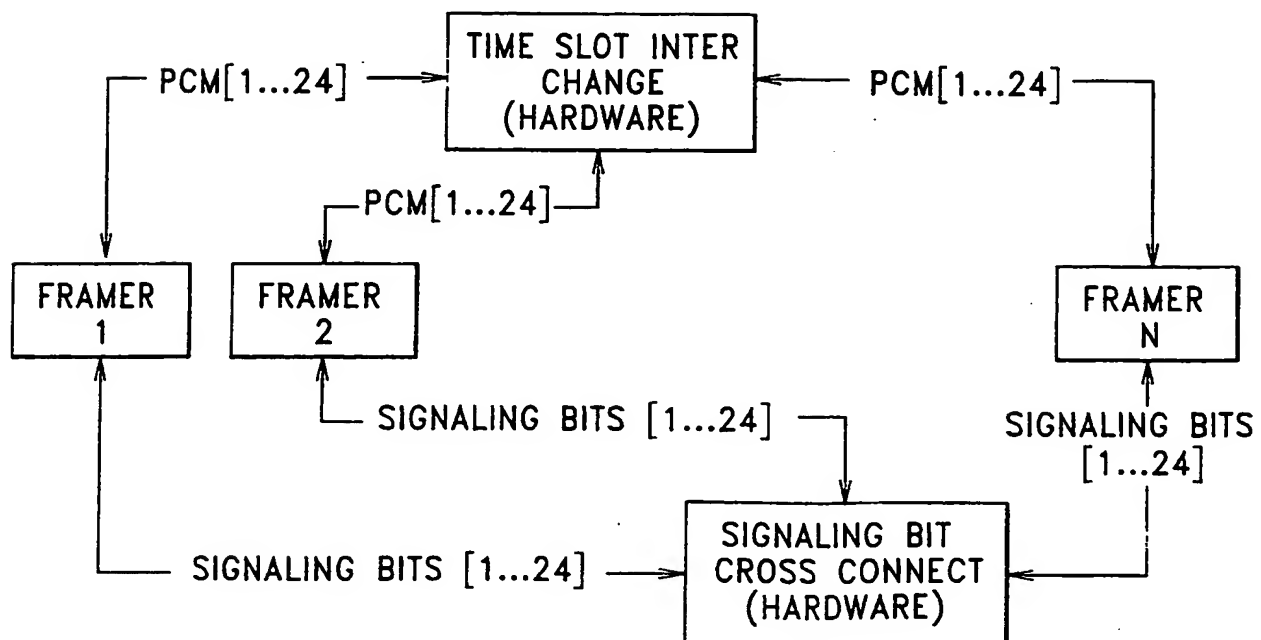 TIME SLOT INTER
CHANGE
(HARDWARE)
PCM[1...24]
PCM[1...24]
PCM[1...24]
FRAMER
1
FRAMER
2
FRAMER
N
SIGNALING BITS [1...24]
SIGNALING BITS
[1...24]
SIGNALING BITS [1...24]
SIGNALING BIT
CROSS CONNECT
(HARDWARE)